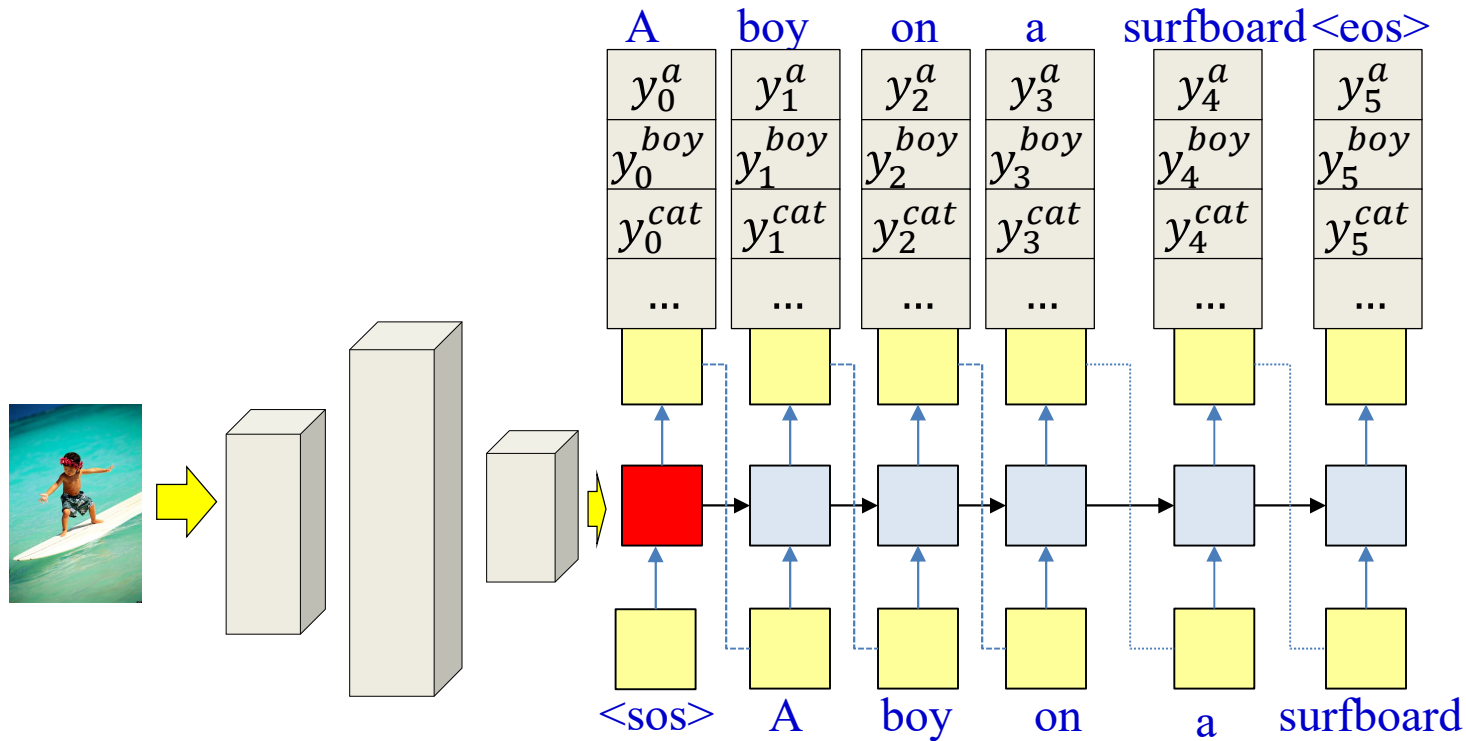 A boy on a surfboard <eos>
y_0^a y_1^a y_2^a y_3^a y_4^a y_5^a
y_0^{boy} y_1^{boy} y_2^{boy} y_3^{boy} y_4^{boy} y_5^{boy}
y_0^{cat} y_1^{cat} y_2^{cat} y_3^{cat} y_4^{cat} y_5^{cat}
... ... ... ... ... ...
<sos> A boy on a surfboard